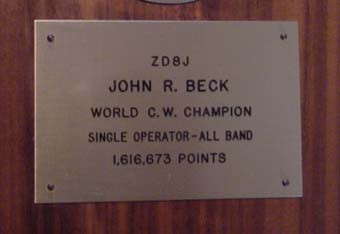 ZD8J
JOHN R. BECK
WORLD C.W. CHAMPION
SINGLE OPERATOR-ALL BAND
1,616,673 POINTS